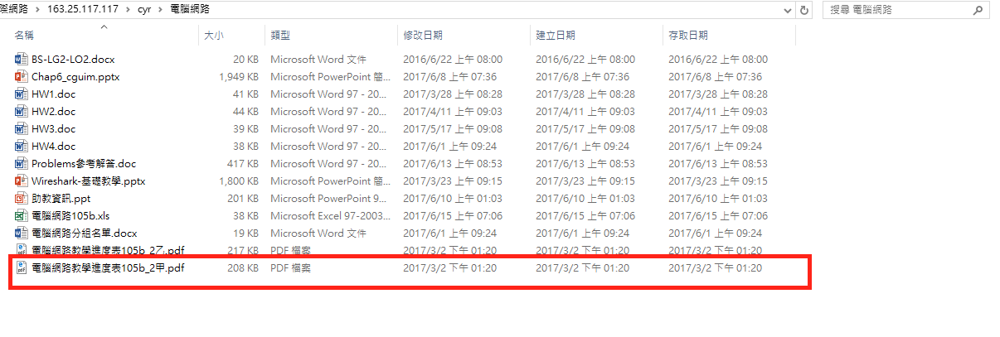 際網路 › 163.25.117.117 › cyr › 電腦網路 搜尋 電腦網路
名稱 大小 類型 修改日期 建立日期 存取日期
BS-LG2-LO2.docx 20 KB Microsoft Word 文件 2016/6/22 上午 08:00 2016/6/22 上午 08:00 2016/6/22 上午 08:00
Chap6_cguim.pptx 1,949 KB Microsoft PowerPoint 簡... 2017/6/8 上午 07:36 2017/6/8 上午 07:36 2017/6/8 上午 07:36
HW1.doc 41 KB Microsoft Word 97 - 20... 2017/3/28 上午 08:28 2017/3/28 上午 08:28 2017/3/28 上午 08:28
HW2.doc 44 KB Microsoft Word 97 - 20... 2017/4/11 上午 09:03 2017/4/11 上午 09:03 2017/4/11 上午 09:03
HW3.doc 39 KB Microsoft Word 97 - 20... 2017/5/17 上午 09:08 2017/5/17 上午 09:08 2017/5/17 上午 09:08
HW4.doc 38 KB Microsoft Word 97 - 20... 2017/6/1 上午 09:24 2017/6/1 上午 09:24 2017/6/1 上午 09:24
Problems參考解答.doc 417 KB Microsoft Word 97 - 20... 2017/6/13 上午 08:53 2017/6/13 上午 08:53 2017/6/13 上午 08:53
Wireshark-基礎教學.pptx 1,800 KB Microsoft PowerPoint 簡... 2017/3/23 上午 09:15 2017/3/23 上午 09:15 2017/3/23 上午 09:15
助教資訊.ppt 201 KB Microsoft PowerPoint 9... 2017/6/10 上午 01:03 2017/6/10 上午 01:03 2017/6/10 上午 01:03
電腦網路105b.xls 38 KB Microsoft Excel 97-2003... 2017/6/15 上午 07:06 2017/6/15 上午 07:06 2017/6/15 上午 07:06
電腦網路分組名單.docx 19 KB Microsoft Word 文件 2017/6/1 上午 09:24 2017/6/1 上午 09:24 2017/6/1 上午 09:24
電腦網路教學進度表105b_2乙.pdf 217 KB PDF 檔案 2017/3/2 下午 01:20 2017/3/2 下午 01:20 2017/3/2 下午 01:20
電腦網路教學進度表105b_2甲.pdf 208 KB PDF 檔案 2017/3/2 下午 01:20 2017/3/2 下午 01:20 2017/3/2 下午 01:20